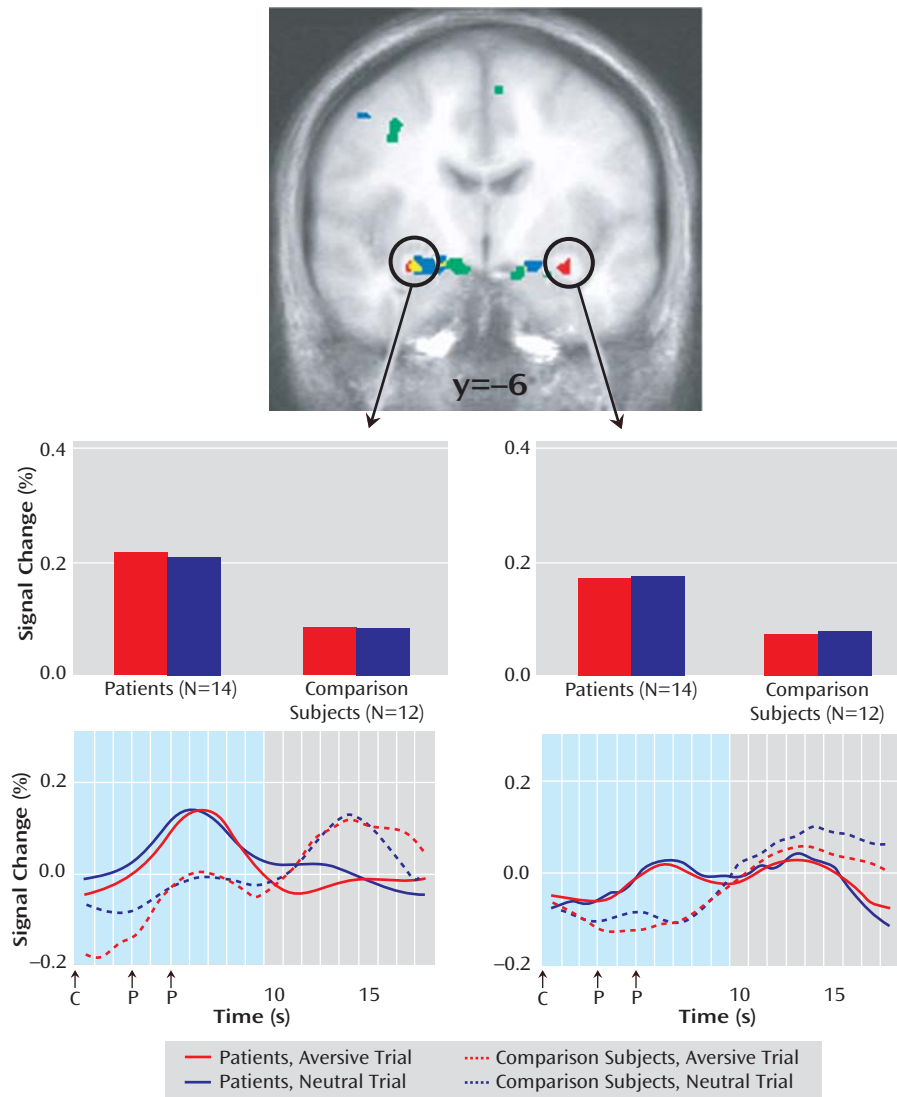 y=–6
Signal Change (%)
0.4
0.2
0.0
Patients (N=14)
Comparison
Subjects (N=12)
0.4
0.2
0.0
Patients (N=14)
Comparison
Subjects (N=12)
Signal Change (%)
0.2
0.0
–0.2
C
P
P
10
15
Time (s)
0.2
0.0
–0.2
C
P
P
10
15
Time (s)
Patients, Aversive Trial
Comparison Subjects, Aversive Trial
Patients, Neutral Trial
Comparison Subjects, Neutral Trial